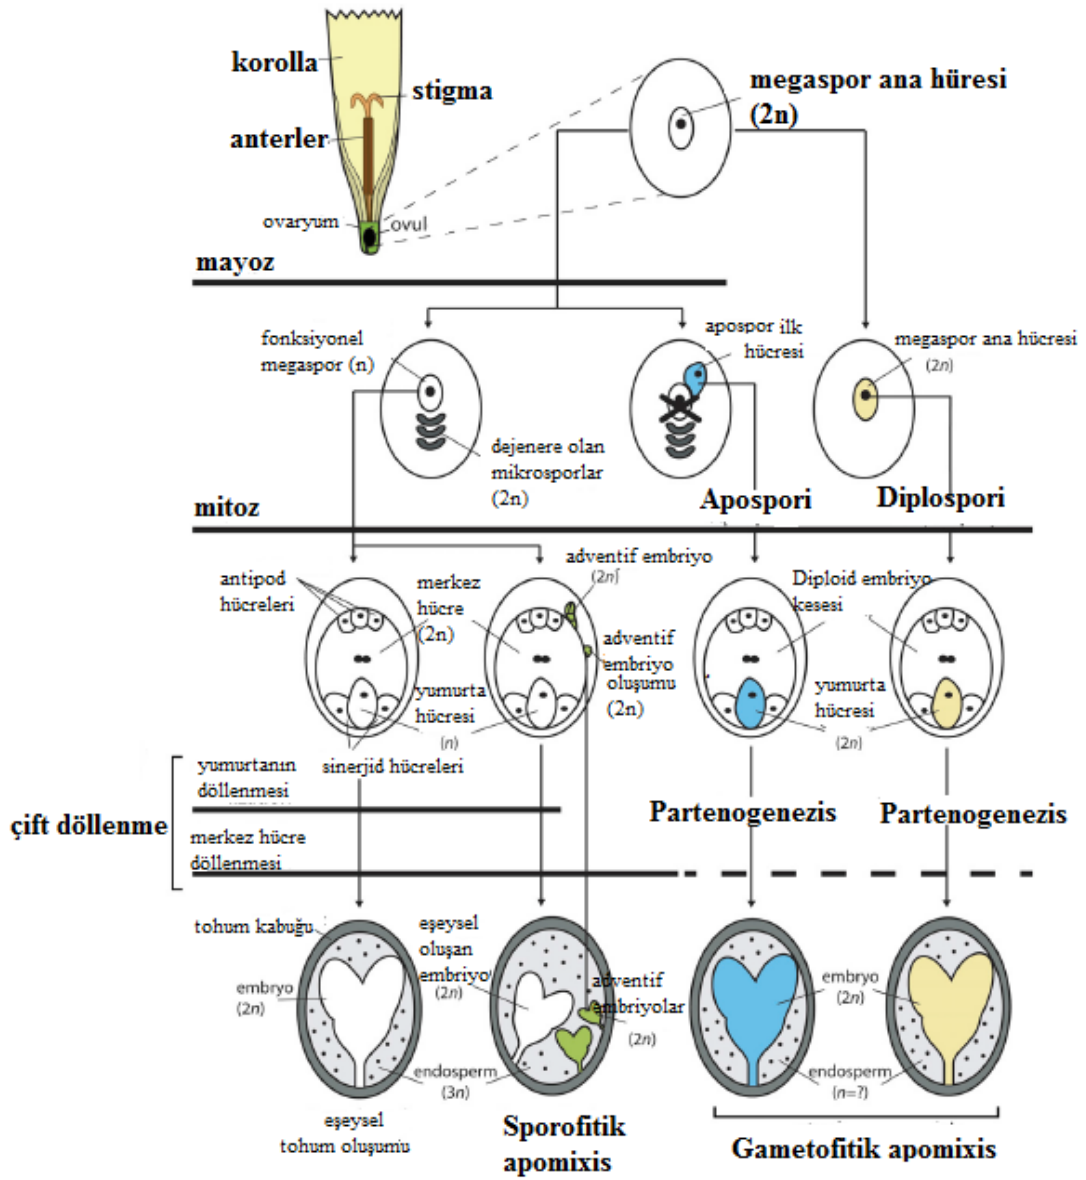 korolla
stigma
anterler
ovaryum
ovul
megaspor ana hüresi
(2n)
mayoz
fonksiyonel
megaspor (n)
apospor ilk
hücresi
megaspor ana hücresi
(2n)
dejenere olan
mikrosporlar
(2n)
Apospori
Diplospori
mitoz
antipod
hücreleri
merkez
hücre
(2n)
adventif embriyo
(2n)
adventif
embriyo
oluşumu
(2n)
Diploid embriyo
kesesi
yumurta
hücresi
(n)
yumurta
hücresi
(2n)
sinerjid hücreleri
çift döllenme
yumurtanın
döllenmesi
merkez hücre
döllenmesi
Partenogenezis
Partenogenezis
tohum kabuğu
embryo
(2n)
eşeysel
oluşan
embriyo
(2n)
adventif
embriyolar
(2n)
embryo
(2n)
endosperm
(3n)
endosperm
(n=?)
eşeysel
tohum oluşumu
Sporofitik
apomixis
Gametofitik apomixis